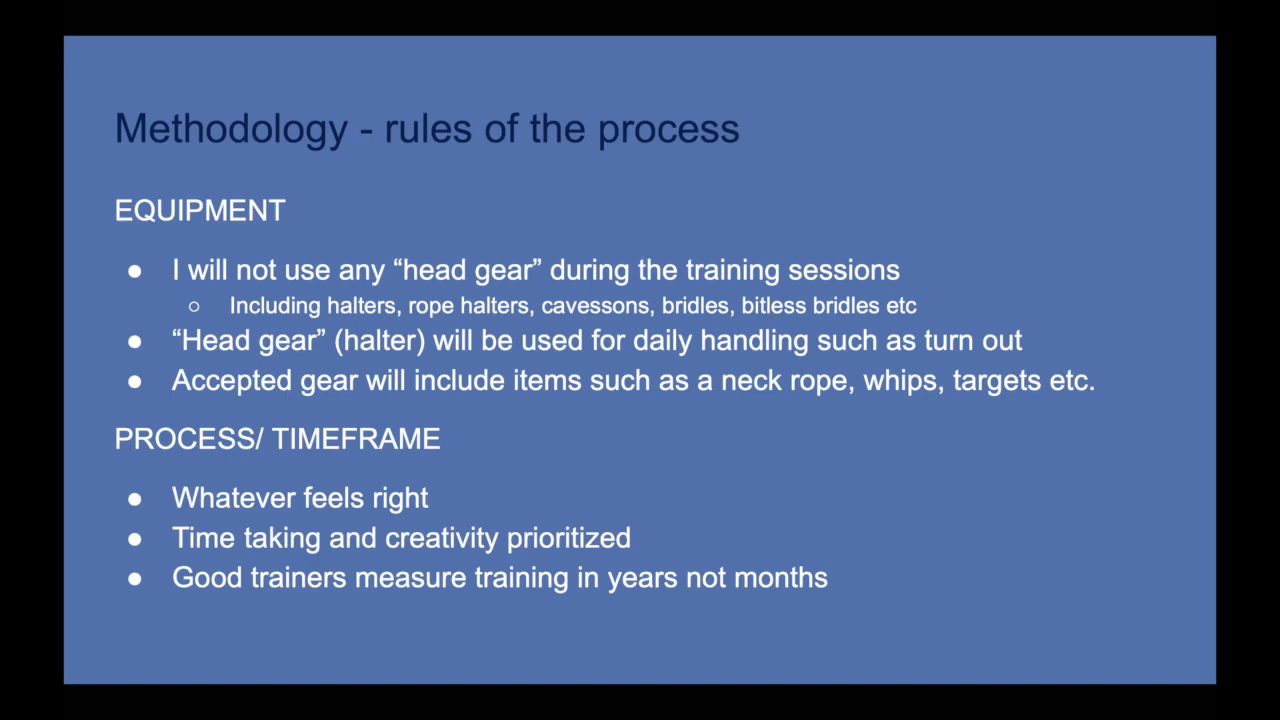 Methodology - rules of the process
EQUIPMENT
● I will not use any “head gear” during the training sessions
○ Including halters, rope halters, cavessons, bridles, bitless bridles etc
● “Head gear” (halter) will be used for daily handling such as turn out
● Accepted gear will include items such as a neck rope, whips, targets etc.
PROCESS/ TIMEFRAME
● Whatever feels right
● Time taking and creativity prioritized
● Good trainers measure training in years not months